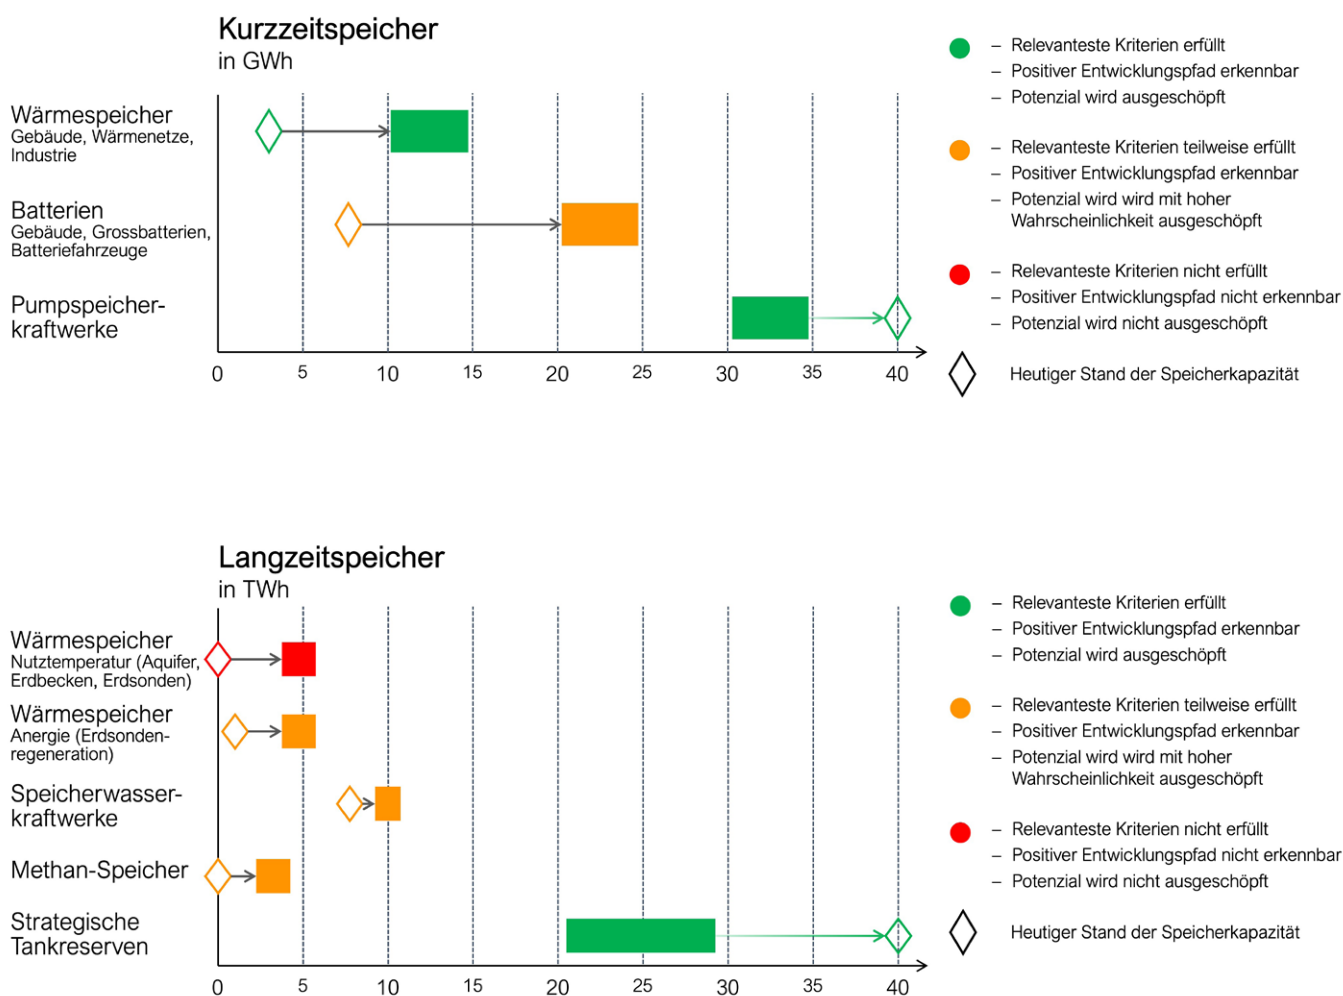 Kurzzeitspeicher
in GWh
Wärmespeicher
Gebäude, Wärmenetze,
Industrie
Batterien
Gebäude, Grossbatterien,
Batteriefahrzeuge
Pumpspeicher-
kraftwerke
0 5 10 15 20 25 30 35 40
– Relevanteste Kriterien erfüllt
– Positiver Entwicklungspfad erkennbar
– Potenzial wird ausgeschöpft
– Relevanteste Kriterien teilweise erfüllt
– Positiver Entwicklungspfad erkennbar
– Potenzial wird wird mit hoher
Wahrscheinlichkeit ausgeschöpft
– Relevanteste Kriterien nicht erfüllt
– Positiver Entwicklungspfad nicht erkennbar
– Potenzial wird nicht ausgeschöpft
Heutiger Stand der Speicherkapazität
Langzeitspeicher
in TWh
Wärmespeicher
Nutztemperatur (Aquifer,
Erdbecken, Erdsonden)
Wärmespeicher
Anergie (Erdsonden-
regeneration)
Speicherwasser-
kraftwerke
Methan-Speicher
Strategische
Tankreserven
0 5 10 15 20 25 30 35 40
– Relevanteste Kriterien erfüllt
– Positiver Entwicklungspfad erkennbar
– Potenzial wird ausgeschöpft
– Relevanteste Kriterien teilweise erfüllt
– Positiver Entwicklungspfad erkennbar
– Potenzial wird wird mit hoher
Wahrscheinlichkeit ausgeschöpft
– Relevanteste Kriterien nicht erfüllt
– Positiver Entwicklungspfad nicht erkennbar
– Potenzial wird nicht ausgeschöpft
Heutiger Stand der Speicherkapazität